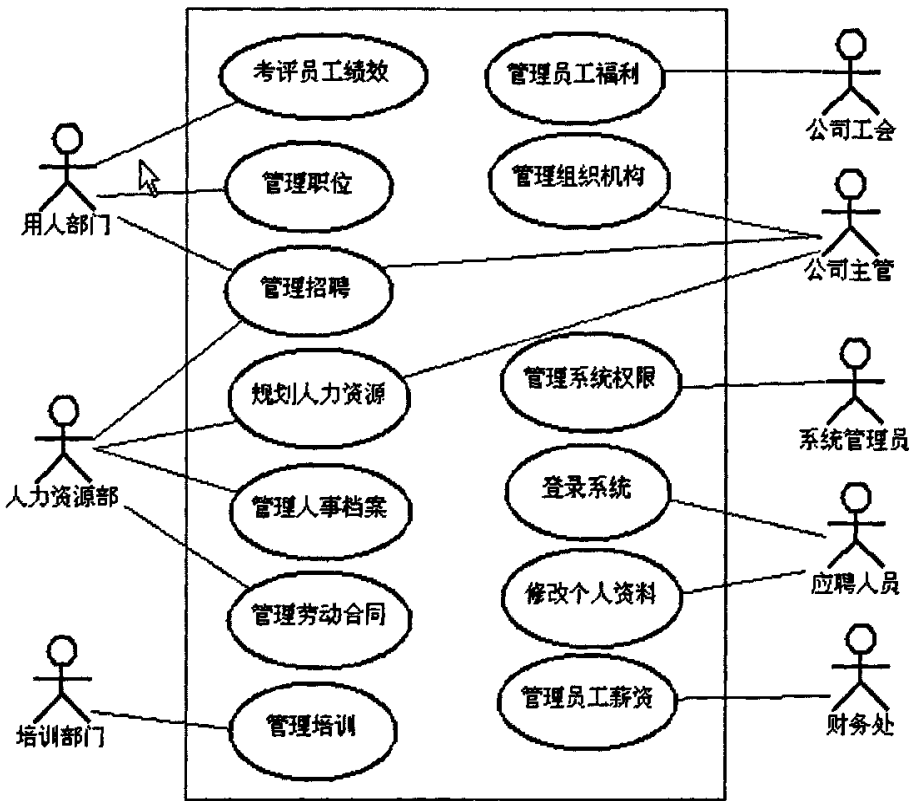 考评员工绩效
管理员工福利
公司工会
管理职位
管理组织机构
用人部门
公司主管
管理招聘
规划人力资源
管理系统权限
系统管理员
人力资源部
管理人事档案
登录系统
应聘人员
管理劳动合同
修改个人资料
培训部门
管理培训
管理员工薪资
财务处